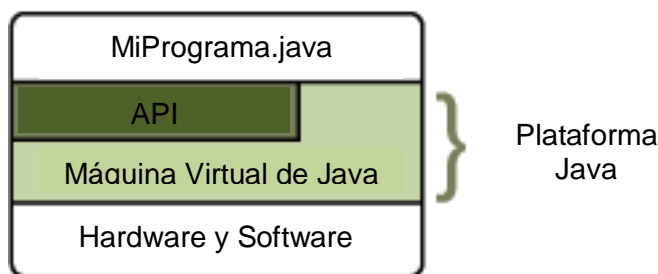 MiPrograma.java
API
Máquina Virtual de Java
Plataforma
Java
Hardware y Software